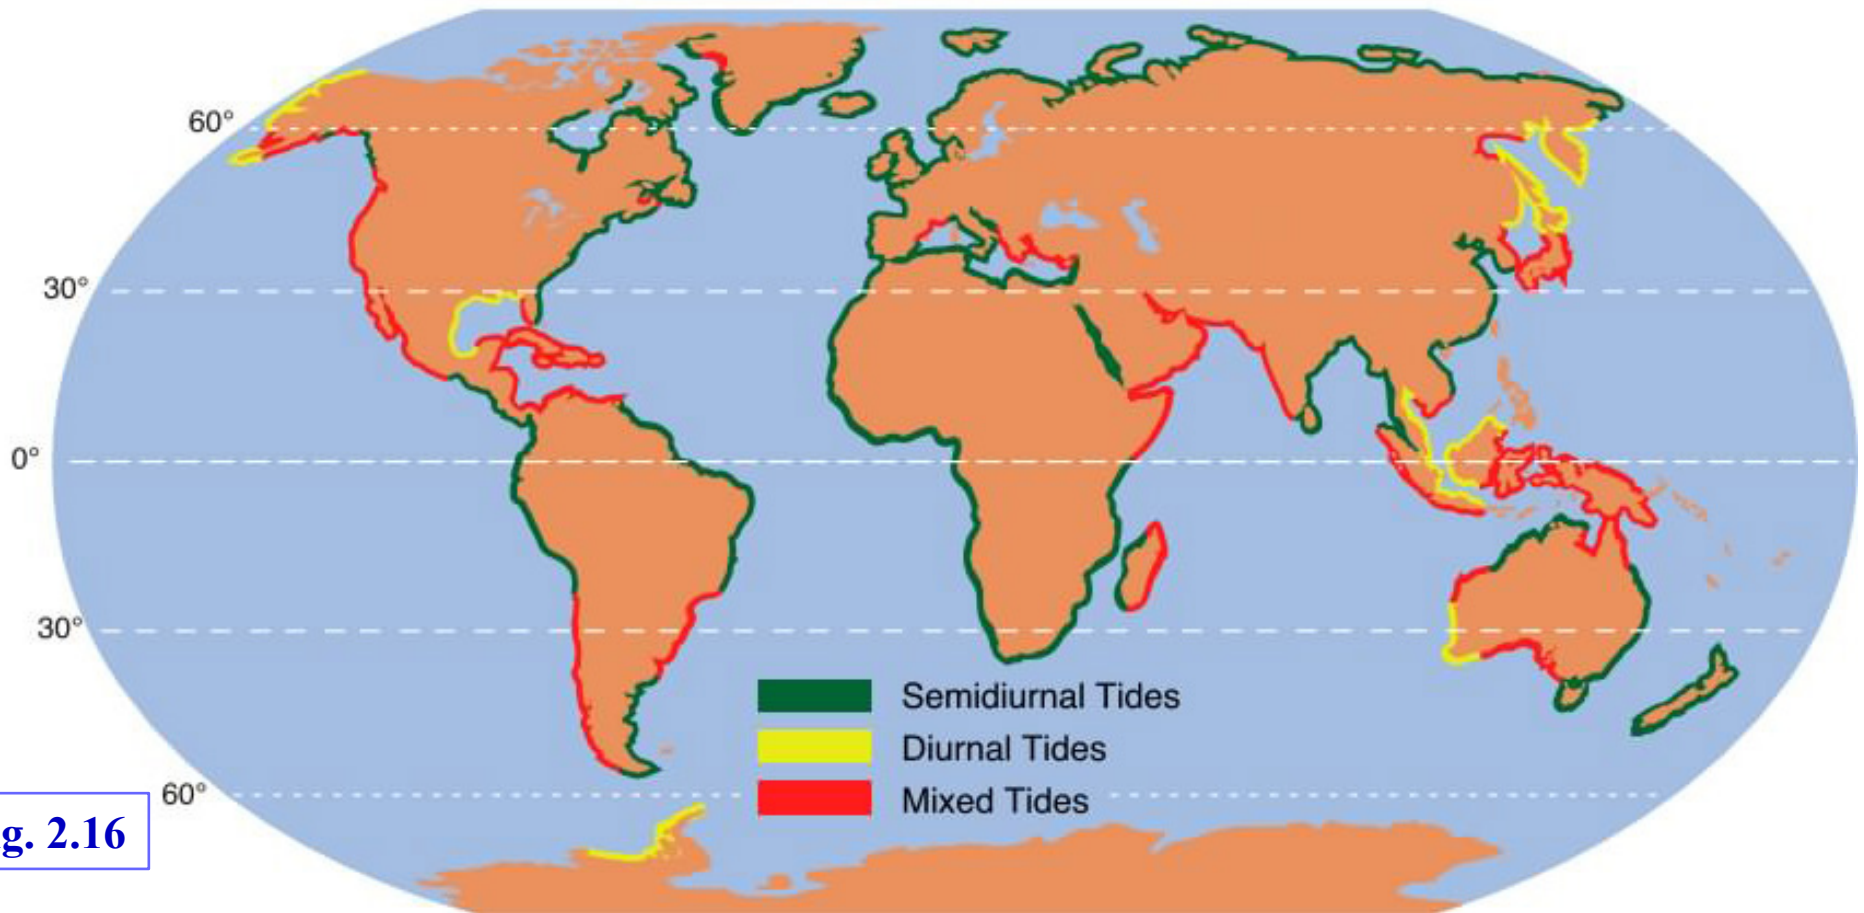 60°
30°
0°
30°
Semidiurnal Tides
Diurnal Tides
Mixed Tides
60°
g. 2.16